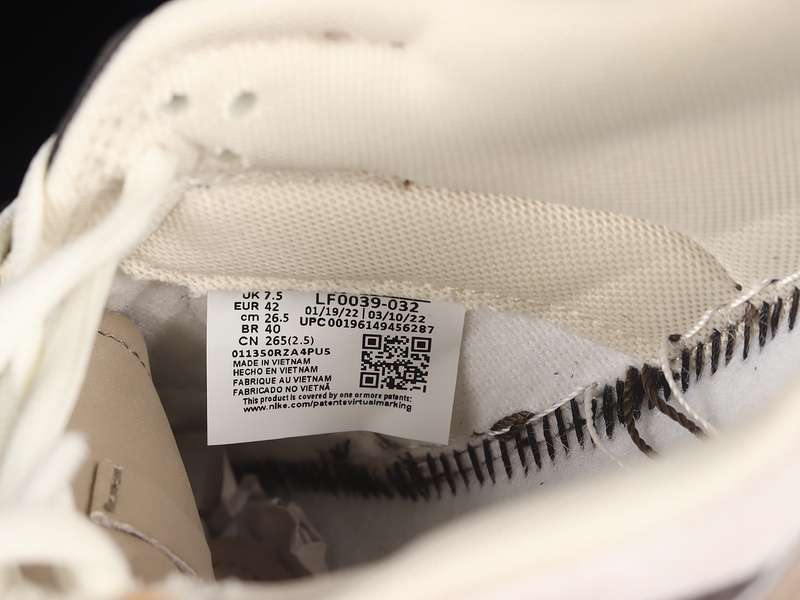 UK 7.5
EUR 42
cm 26.5
BR 40
CN 265(2.5)
LF0039-032
01/19/22 | 03/10/22
UPC00196149456287
011350RZA4PUS
MADE IN VIETNAM
HECHO EN VIETNAM
FABRIQUE AU VIETNAM
FABRICADO NO VIETNÃ
This product is covered by one or more patents:
www.nike.com/patentsvirtualmarking